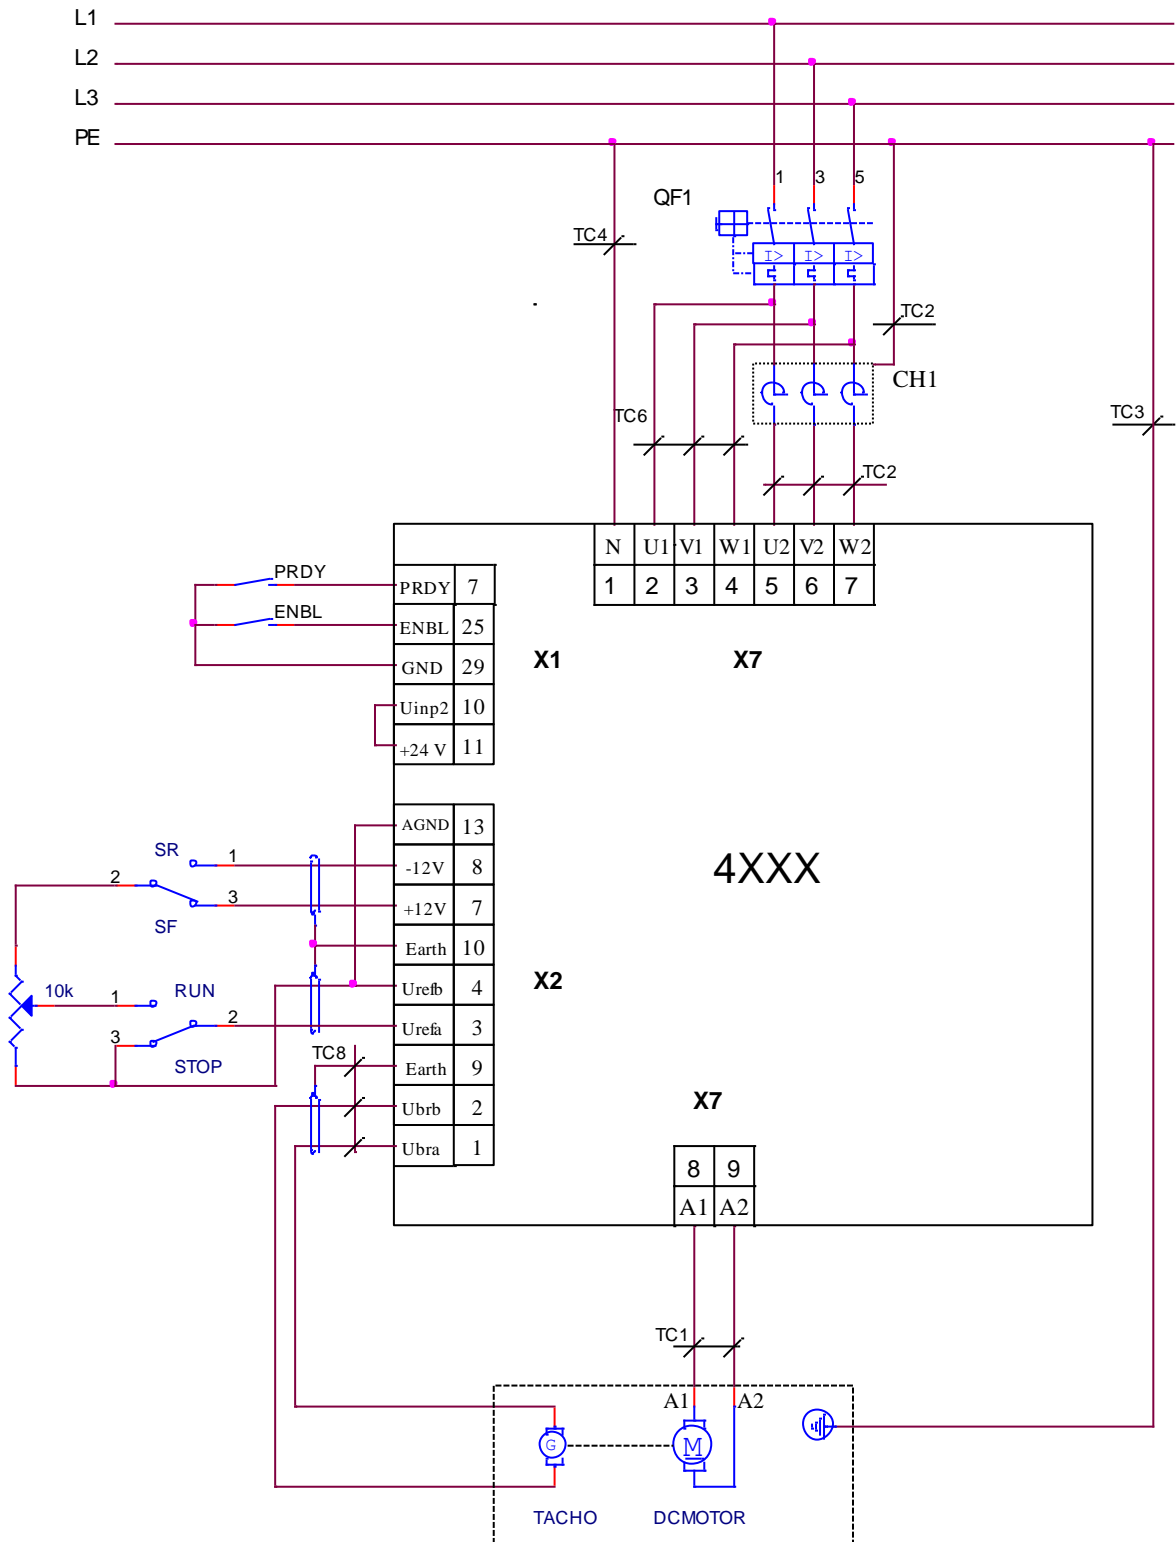 L1
L2
L3
PE
QF1
1 3 5
TC4
I> I> I>
TC2
CH1
TC6
TC3
TC2
N U1 V1 W1 U2 V2 W2
1 2 3 4 5 6 7
PRDY
PRDY 7
ENBL
ENBL 25
GND 29
X1
X7
Uinp2 10
+24 V 11
AGND 13
SR
1
-12V 8
4XXX
2
3
+12V 7
SF
Earth 10
X2
10k
1
RUN
Urefb 4
2
Urefa 3
3
STOP
TC8
Earth 9
Ubrb 2
X7
Ubra 1
8 9
A1 A2
TC1
A1 A2
G
M
TACHO
DCMOTOR